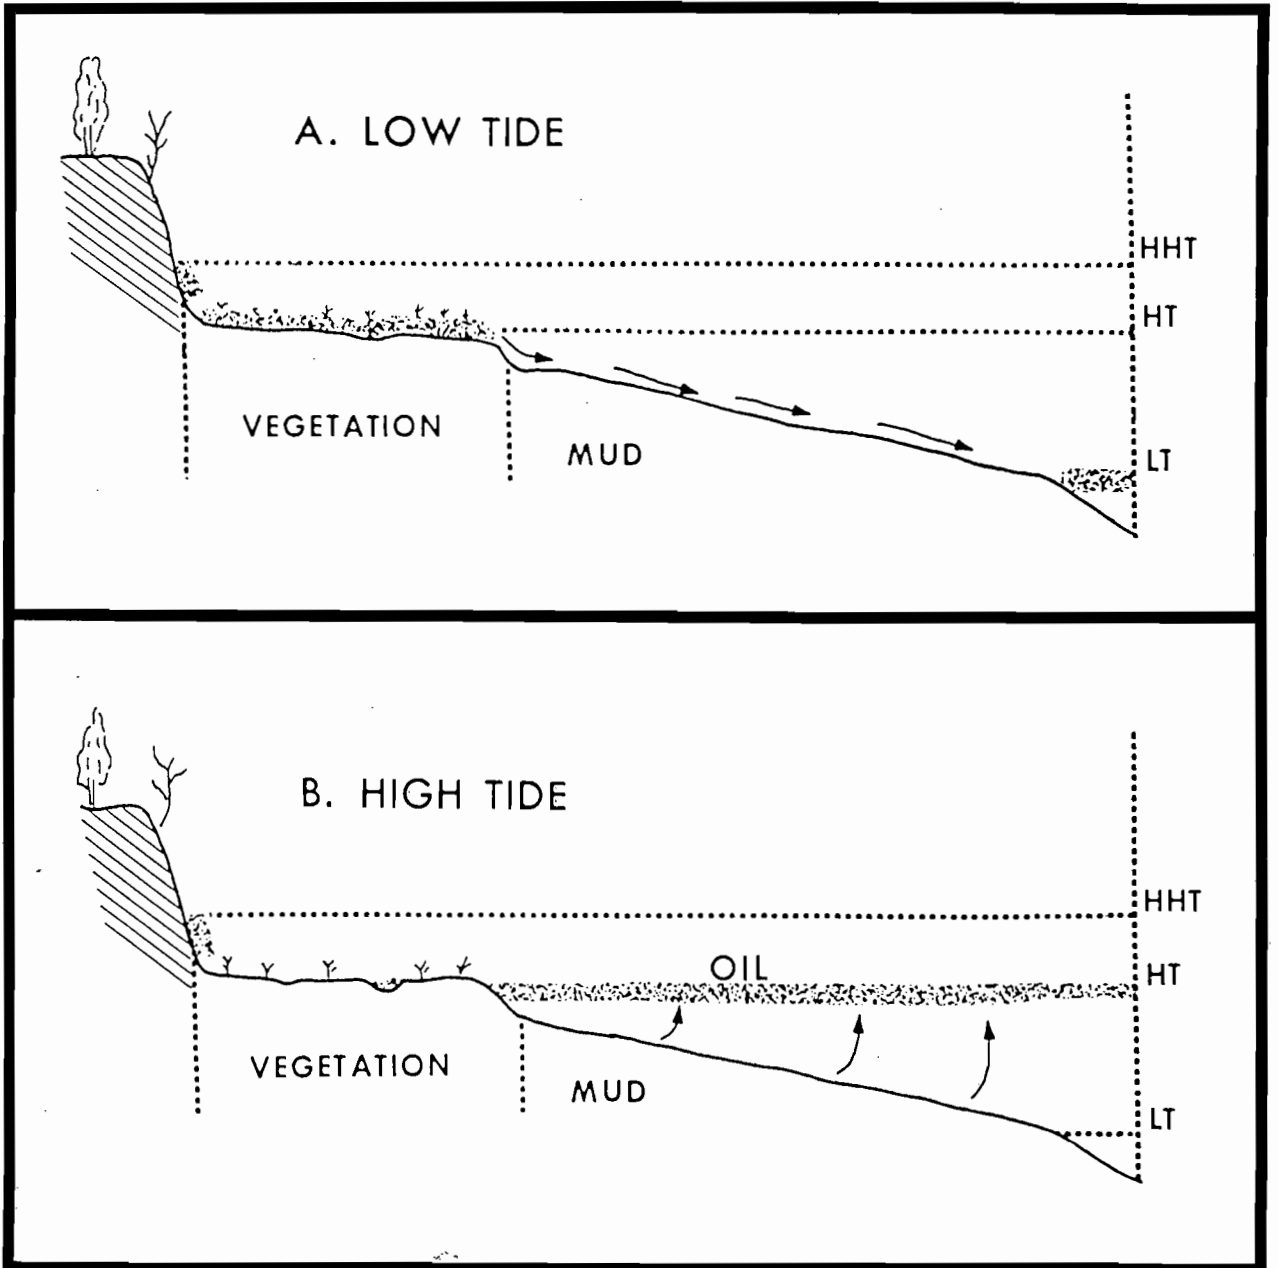 A. LOW TIDE
HHT
HT
VEGETATION
MUD
LT
B. HIGH TIDE
HHT
OIL
HT
VEGETATION
MUD
LT